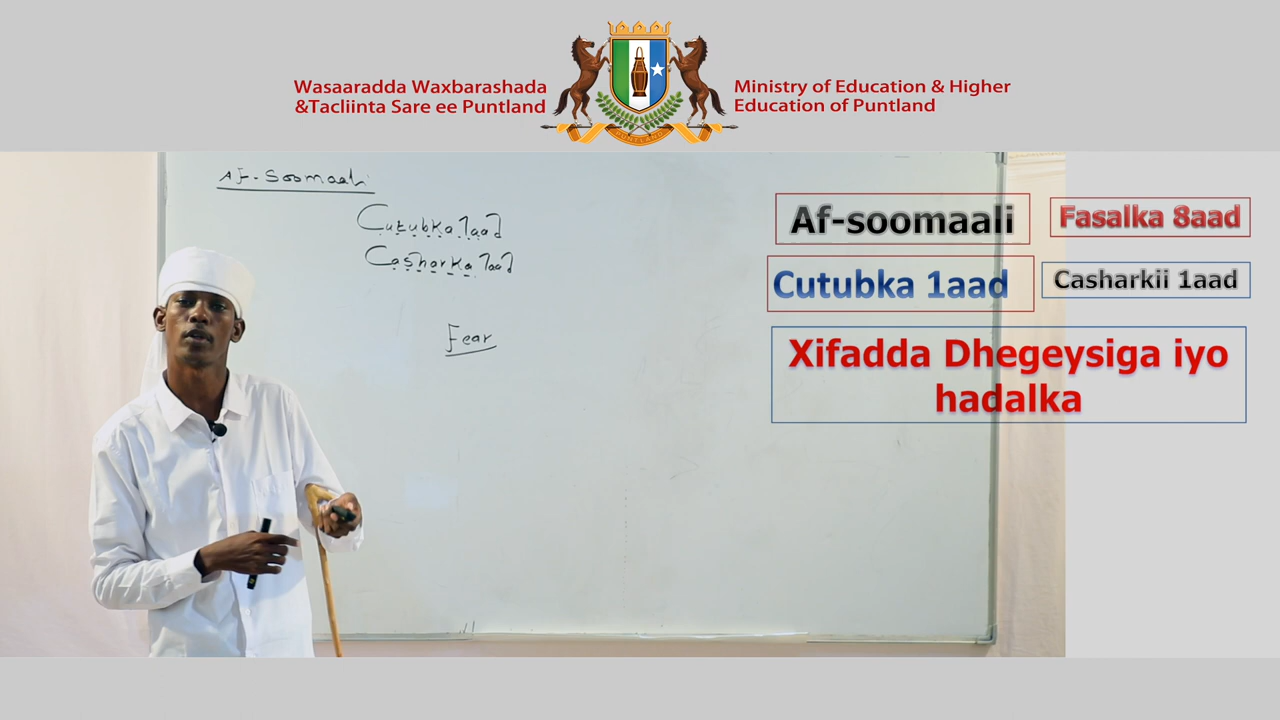 Wasaaradda Waxbarashada
&Tacliinta Sare ee Puntland
Ministry of Education & Higher
Education of Puntland
PUNTLAND
AF-Soomaali
Cutubka 1aad
Casharka 1aad
Fear
Af-soomaali
Fasalka 8aad
Cutubka 1aad
Casharkii 1aad
Xifadda Dhegeysiga iyo
hadalka